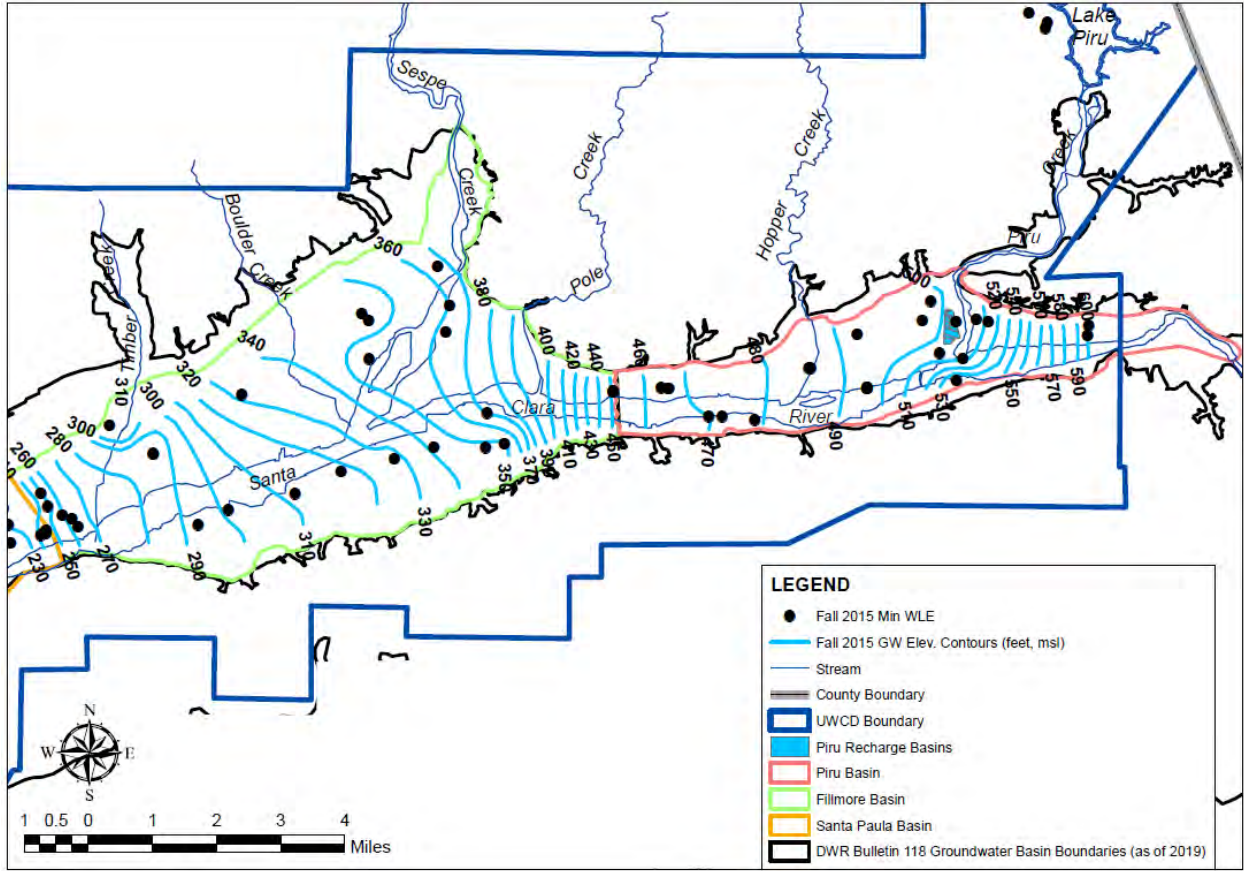 Lake
Piru
Sespe
Creek
Creek
Creek
Creek
Boulder
Creek
Creek
Timber
Pole
Hopper
Piru
Clara
River
Santa
360
380
340
320
310
300
300
280
260
400
420
440
460
480
500
520
560
580
600
230
250
270
290
310
330
350
370
390
410
430
450
470
490
510
530
550
570
590
N
W
E
S
1 0.5 0 1 2 3 4
Miles
LEGEND
Fall 2015 Min WLE
Fall 2015 GW Elev. Contours (feet, msl)
Stream
County Boundary
UWCD Boundary
Piru Recharge Basins
Piru Basin
Fillmore Basin
Santa Paula Basin
DWR Bulletin 118 Groundwater Basin Boundaries (as of 2019)